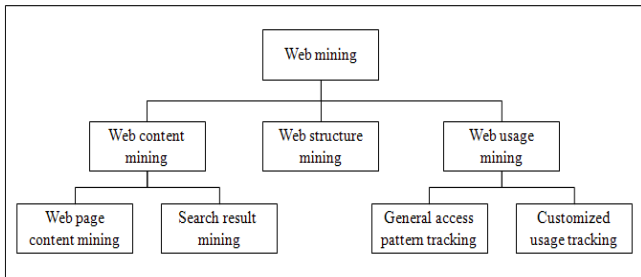 Web mining
Web content
mining
Web structure
mining
Web usage
mining
Web page
content mining
Search result
mining
General access
pattern tracking
Customized
usage tracking